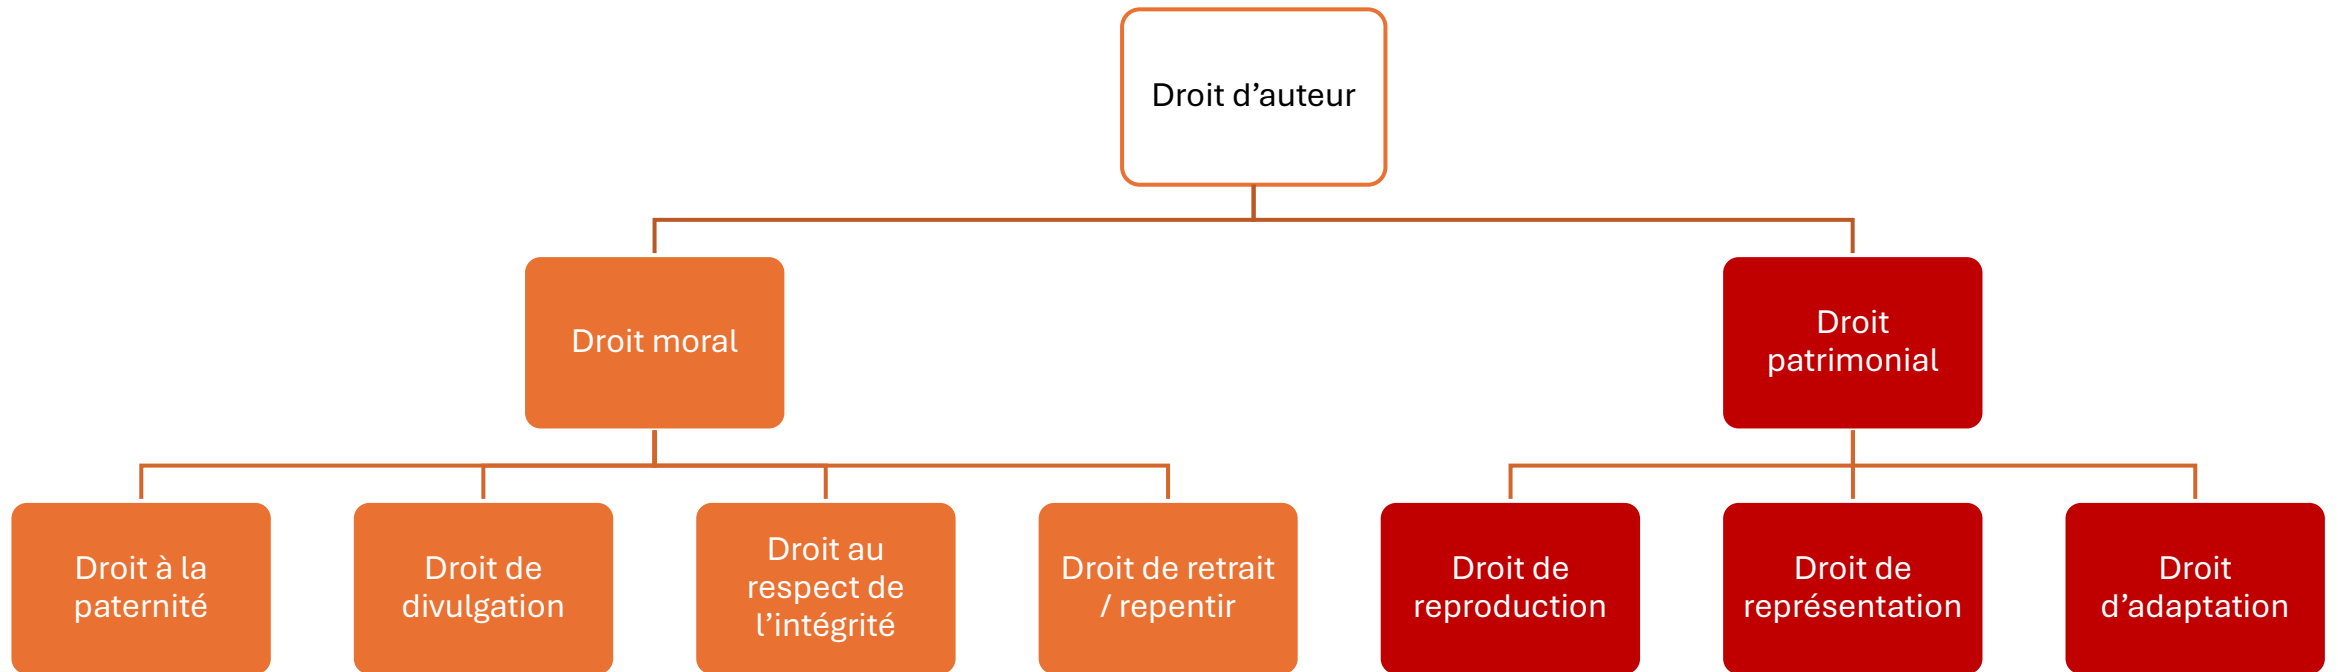 Droit d’auteur
Droit moral
Droit
patrimonial
Droit à la
paternité
Droit de
divulgation
Droit au
respect de
l’intégrité
Droit de retrait
/ repentir
Droit de
reproduction
Droit de
représentation
Droit
d’adaptation